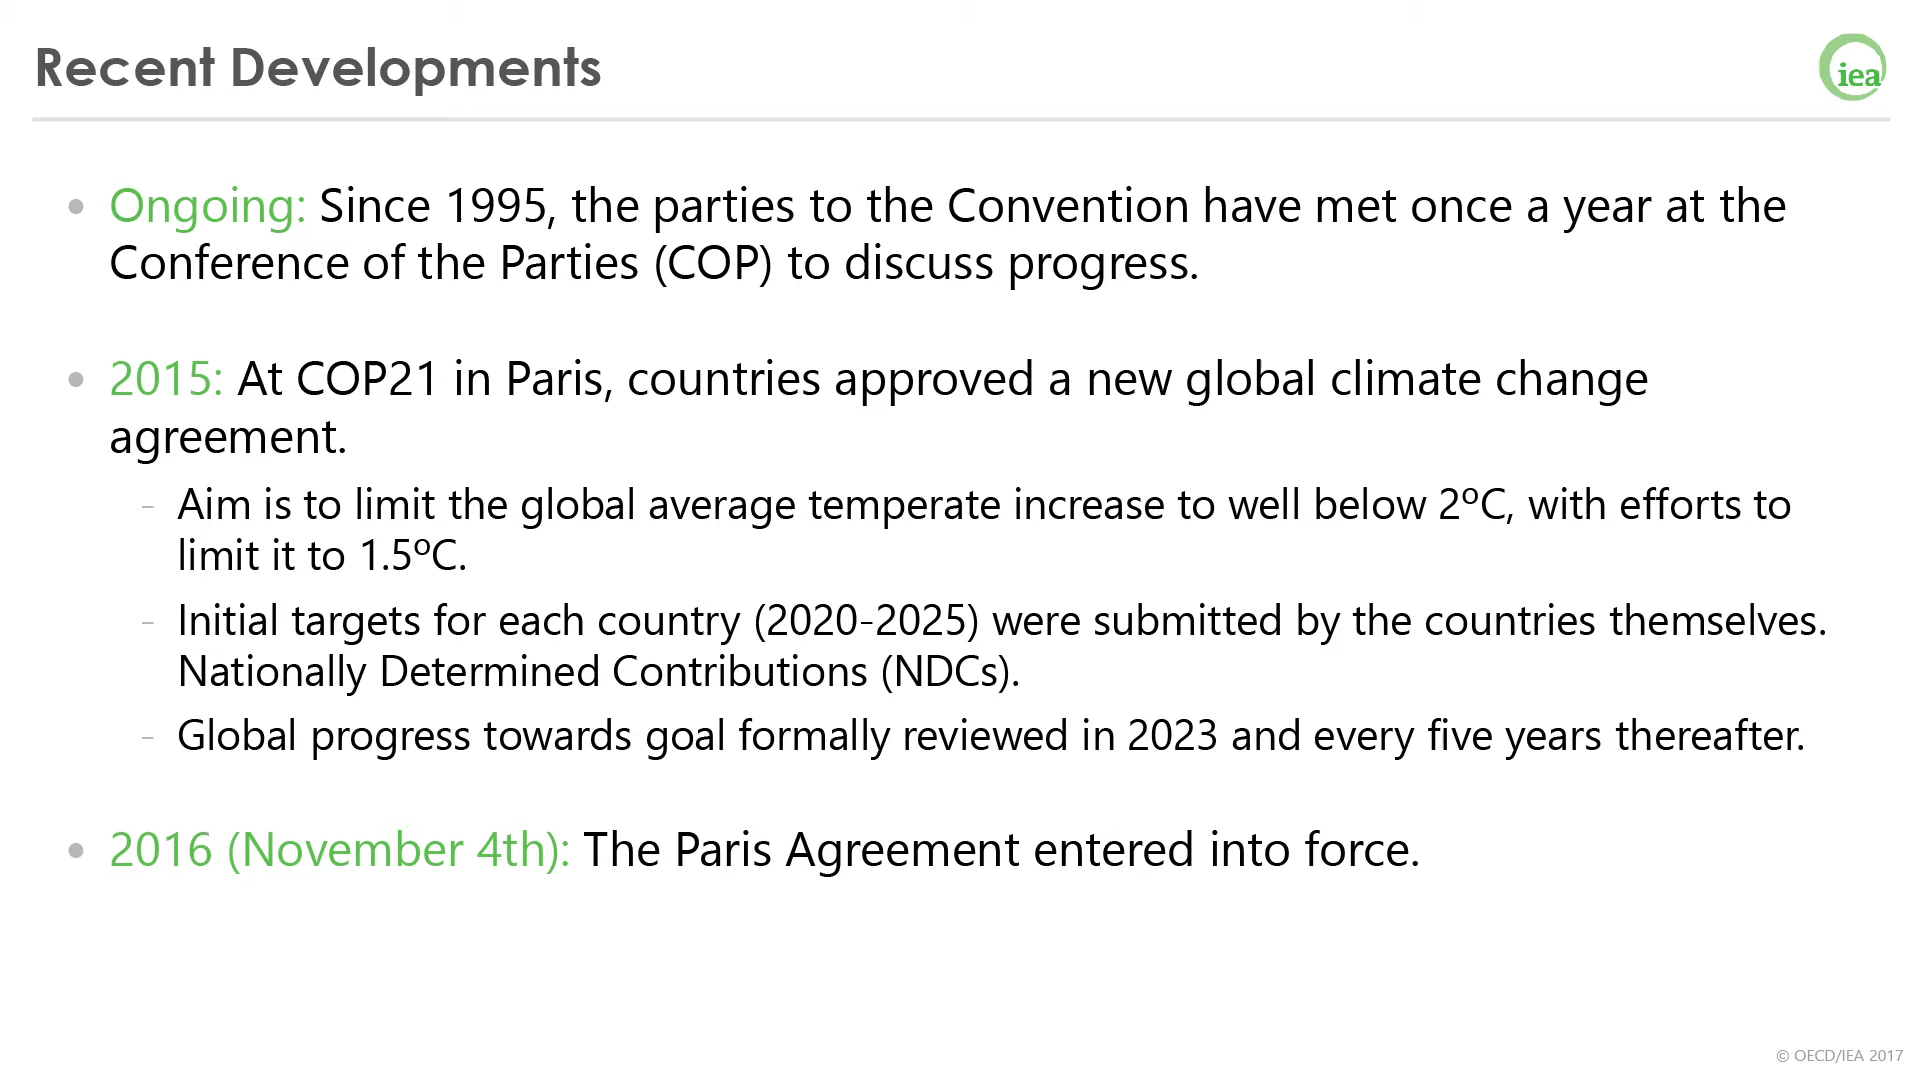 Recent Developments
iea
• Ongoing: Since 1995, the parties to the Convention have met once a year at the
Conference of the Parties (COP) to discuss progress.
• 2015: At COP21 in Paris, countries approved a new global climate change
agreement.
- Aim is to limit the global average temperate increase to well below 2ºC, with efforts to
limit it to 1.5ºC.
- Initial targets for each country (2020-2025) were submitted by the countries themselves.
Nationally Determined Contributions (NDCs).
- Global progress towards goal formally reviewed in 2023 and every five years thereafter.
• 2016 (November 4th): The Paris Agreement entered into force.
© OECD/IEA 2017